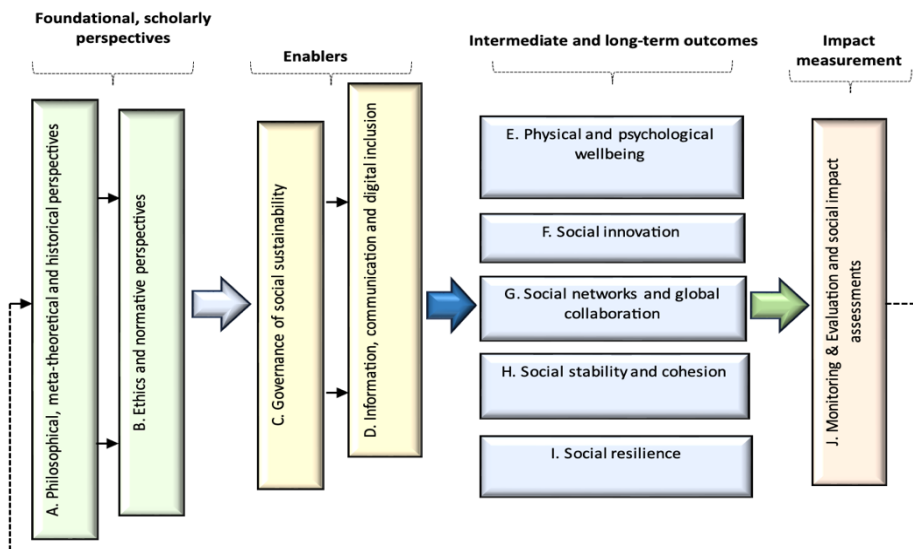 Foundational, scholarly
perspectives
Enablers
Intermediate and long-term outcomes
Impact
measurement
A. Philosophical, meta-theoretical and historical perspectives
B. Ethics and normative perspectives
C. Governance of social sustainability
D. Information, communication and digital inclusion
E. Physical and psychological
wellbeing
F. Social innovation
G. Social networks and global
collaboration
H. Social stability and cohesion
I. Social resilience
J. Monitoring & Evaluation and social impact
assessments